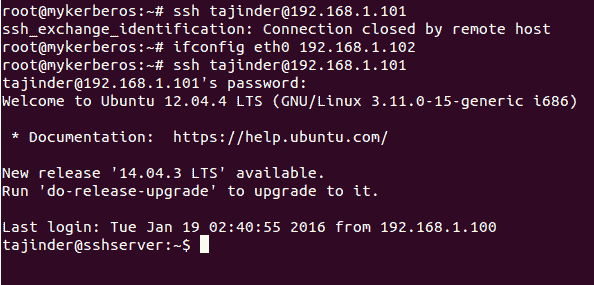 root@mykerberos:~# ssh tajinder@192.168.1.101
ssh_exchange_identification: Connection closed by remote host
root@mykerberos:~# ifconfig eth0 192.168.1.102
root@mykerberos:~# ssh tajinder@192.168.1.101
tajinder@192.168.1.101's password:
Welcome to Ubuntu 12.04.4 LTS (GNU/Linux 3.11.0-15-generic i686)
* Documentation:  https://help.ubuntu.com/
New release '14.04.3 LTS' available.
Run 'do-release-upgrade' to upgrade to it.
Last login: Tue Jan 19 02:40:55 2016 from 192.168.1.100
tajinder@sshserver:~$